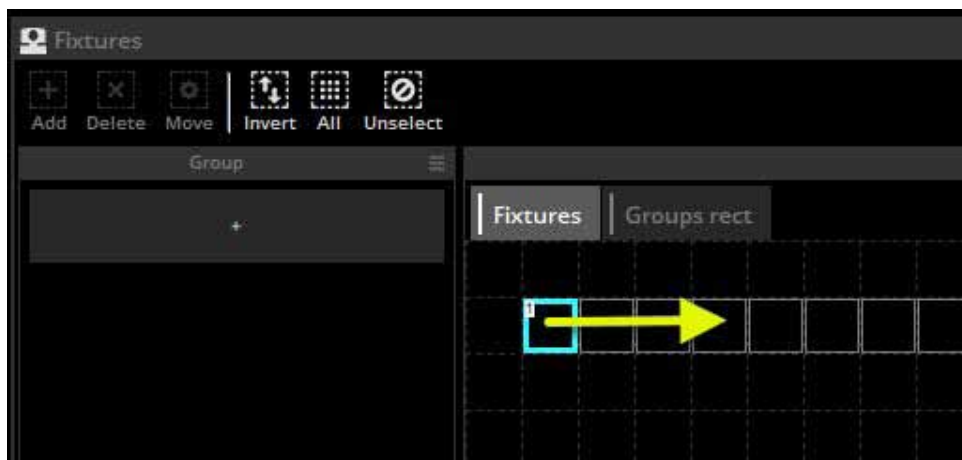 Fixtures
Add Delete Move Invert All Unselect
Group
+
Fixtures Groups rect
1